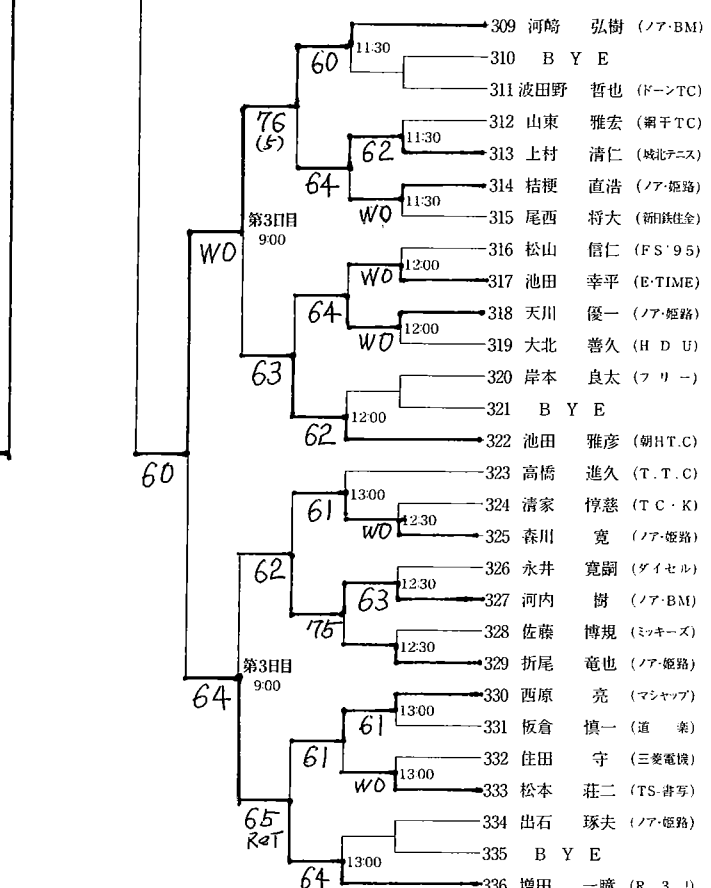 309 河﨑 弘樹 (ノア・BM)
60 11:30
310 B Y E
311 波田野 哲也 (ドーンTC)
76
(5)
312 山東 雅宏 (網干TC)
62 11:30
313 上村 清仁 (城北テニス)
64
314 桔梗 直浩 (ノア・姫路)
WO 11:30
315 尾西 将大 (新日鉄住金)
第3日目
9:00
WO
316 松山 信仁 (FS'95)
WO 12:00
317 池田 幸平 (E・TIME)
64
318 天川 優一 (ノア・姫路)
WO 12:00
319 大北 善久 (H D U)
63
320 岸本 良太 (フリー)
321 B Y E
62 12:00
322 池田 雅彦 (朝HT.C)
60
323 高橋 進久 (T.T.C)
61 13:00
324 清家 惇慈 (TC・K)
WO 12:30
325 森川 寛 (ノア・姫路)
62
326 永井 寛嗣 (ダイセル)
63 12:30
327 河内 樹 (ノア・BM)
75
328 佐藤 博規 (ミッキーズ)
12:30
329 折尾 竜也 (ノア・姫路)
第3日目
9:00
64
330 西原 亮 (マシャップ)
61 13:00
331 板倉 慎一 (道 楽)
61
332 住田 守 (三菱電機)
WO 13:00
333 松本 荘二 (TS-書写)
65
ReT
334 出石 琢夫 (ノア・姫路)
335 B Y E
64 13:00
336 増田 一瞳 (R. 3. !)